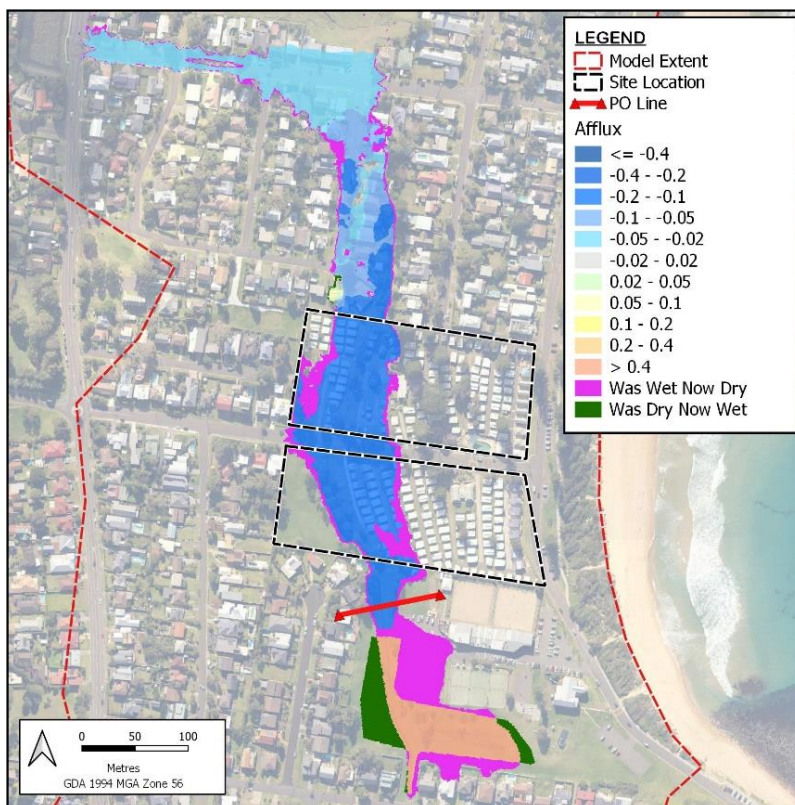 LEGEND
Model Extent
Site Location
PO Line
Afflux
<= -0.4
-0.4 - -0.2
-0.2 - -0.1
-0.1 - -0.05
-0.05 - -0.02
-0.02 - 0.02
0.02 - 0.05
0.05 - 0.1
0.1 - 0.2
0.2 - 0.4
> 0.4
Was Wet Now Dry
Was Dry Now Wet
0 50 100
Metres
GDA 1994 MGA Zone 56